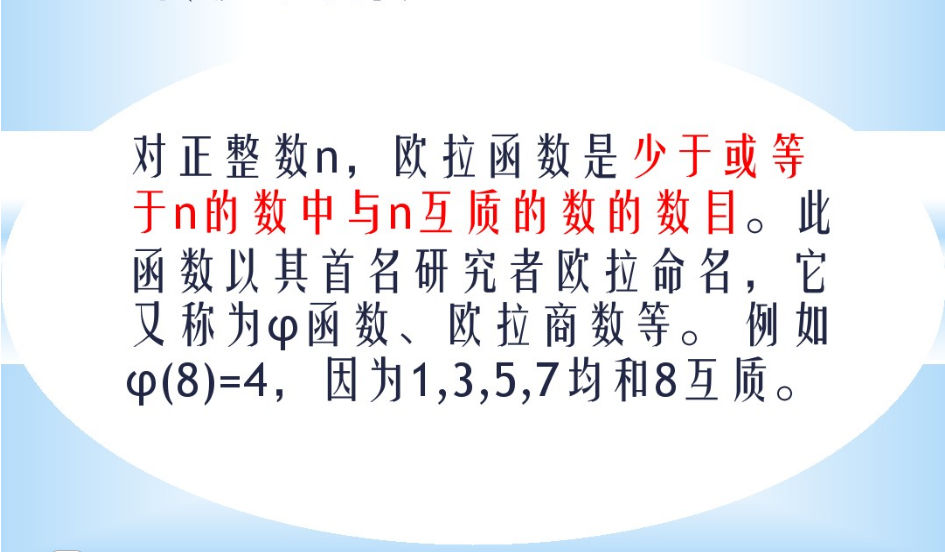 对正整数n，欧拉函数是少于或等
于n的数中与n互质的数的数目。此
函数以其首名研究者欧拉命名，它
又称为φ函数、欧拉商数等。 例如
φ(8)=4，因为1,3,5,7均和8互质。